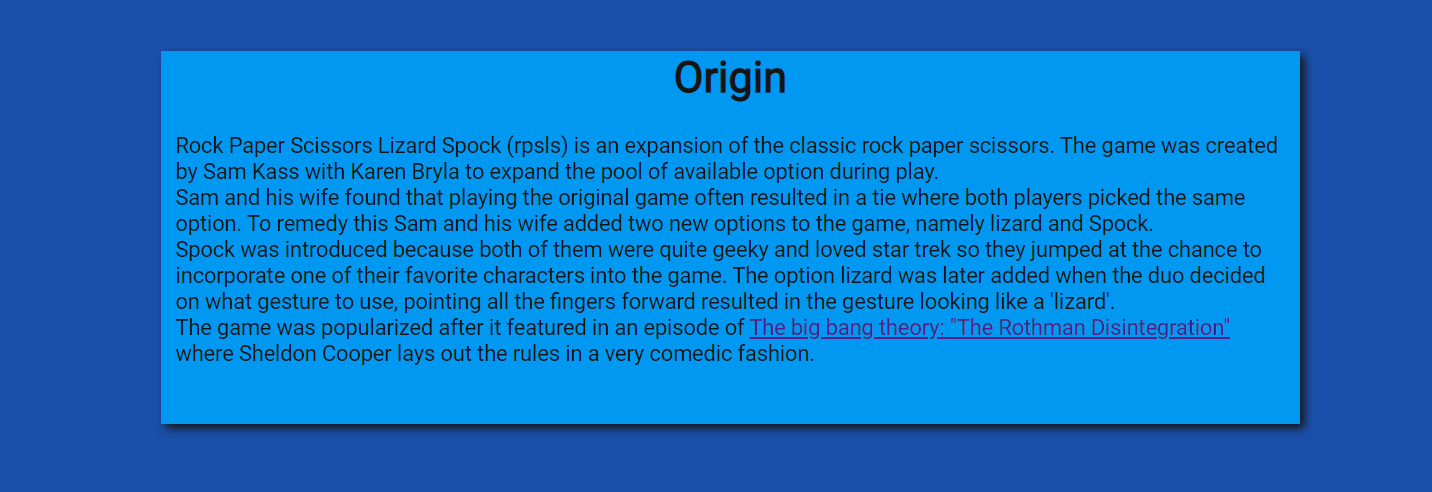 Origin
Rock Paper Scissors Lizard Spock (rpsls) is an expansion of the classic rock paper scissors. The game was created
by Sam Kass with Karen Bryla to expand the pool of available option during play.
Sam and his wife found that playing the original game often resulted in a tie where both players picked the same
option. To remedy this Sam and his wife added two new options to the game, namely lizard and Spock.
Spock was introduced because both of them were quite geeky and loved star trek so they jumped at the chance to
incorporate one of their favorite characters into the game. The option lizard was later added when the duo decided
on what gesture to use, pointing all the fingers forward resulted in the gesture looking like a 'lizard'.
The game was popularized after it featured in an episode of The big bang theory: "The Rothman Disintegration"
where Sheldon Cooper lays out the rules in a very comedic fashion.